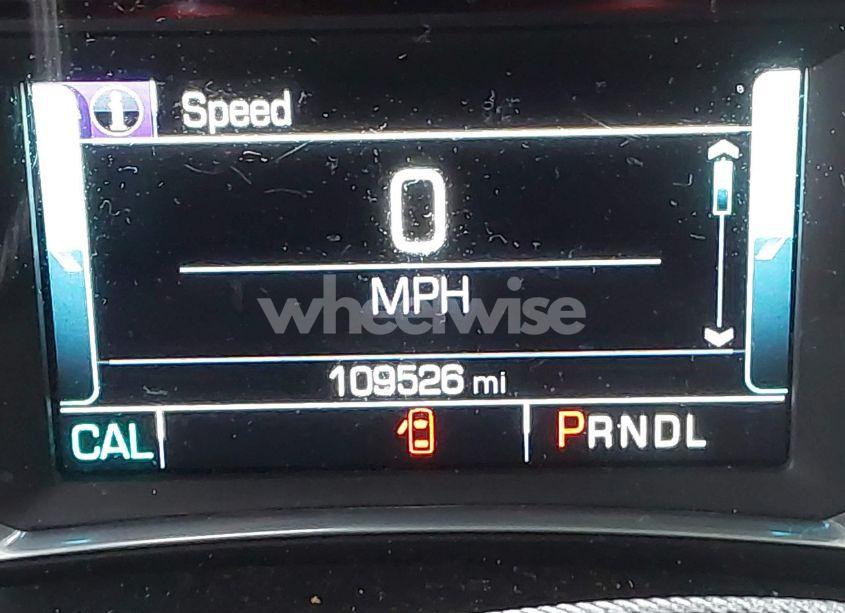 Speed
0
MPH
wheelwise
109526 mi
CAL
PRNDL